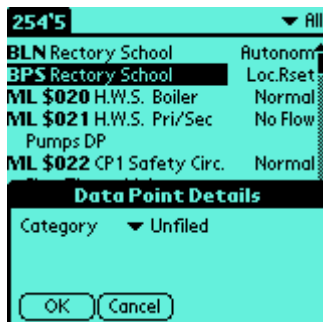 254'5 All
BLN Rectory School Autonom
BPS Rectory School Loc.Rset
ML $020 H.W.S. Boiler Normal
ML $021 H.W.S. Pri/Sec No Flow
Pumps DP
ML $022 CP1 Safety Circ. Normal
Data Point Details
Category Unfiled
OK Cancel